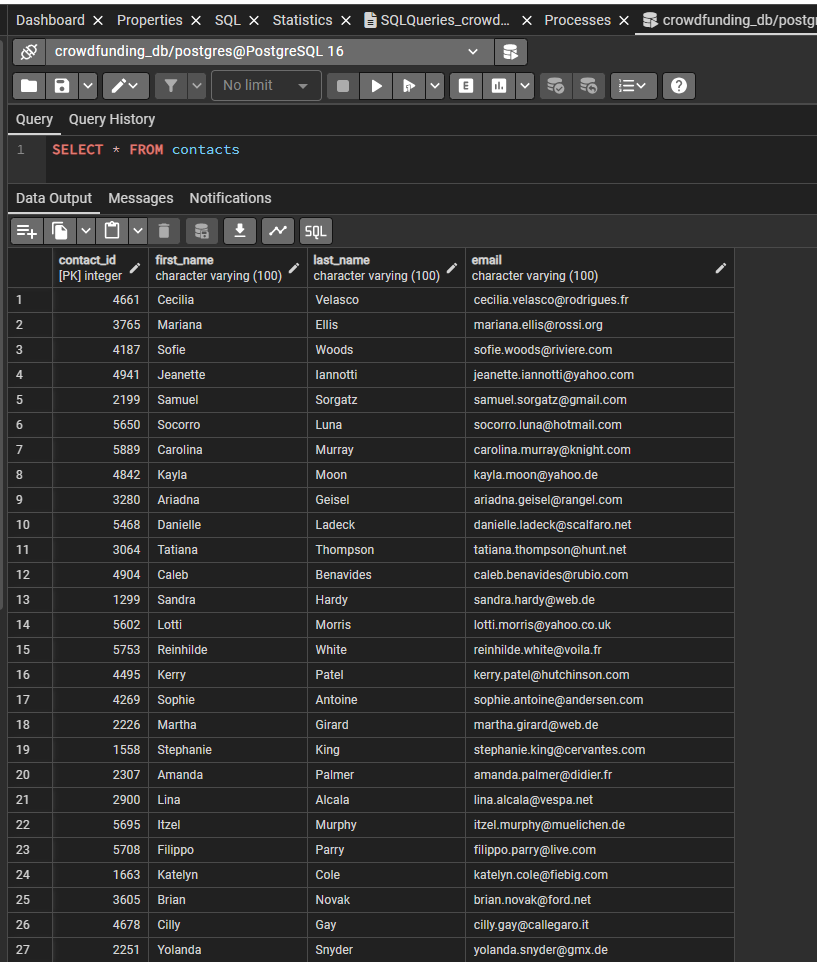 Dashboard X Properties X SQL X Statistics X SQLQueries_crowd... X Processes X crowdfunding_db/postg
crowdfunding_db/postgres@PostgreSQL 16
No limit
Query Query History
1 SELECT * FROM contacts
Data Output Messages Notifications
SQL
contact_id first_name last_name email
[PK] integer character varying (100) character varying (100) character varying (100)
1 4661 Cecilia Velasco cecilia.velasco@rodrigues.fr
2 3765 Mariana Ellis mariana.ellis@rossi.org
3 4187 Sofie Woods sofie.woods@riviere.com
4 4941 Jeanette Iannotti jeanette.iannotti@yahoo.com
5 2199 Samuel Sorgatz samuel.sorgatz@gmail.com
6 5650 Socorro Luna socorro.luna@hotmail.com
7 5889 Carolina Murray carolina.murray@knight.com
8 4842 Kayla Moon kayla.moon@yahoo.de
9 3280 Ariadna Geisel ariadna.geisel@rangel.com
10 5468 Danielle Ladeck danielle.ladeck@scalfaro.net
11 3064 Tatiana Thompson tatiana.thompson@hunt.net
12 4904 Caleb Benavides caleb.benavides@rubio.com
13 1299 Sandra Hardy sandra.hardy@web.de
14 5602 Lotti Morris lotti.morris@yahoo.co.uk
15 5753 Reinhilde White reinhilde.white@voila.fr
16 4495 Kerry Patel kerry.patel@hutchinson.com
17 4269 Sophie Antoine sophie.antoine@andersen.com
18 2226 Martha Girard martha.girard@web.de
19 1558 Stephanie King stephanie.king@cervantes.com
20 2307 Amanda Palmer amanda.palmer@didier.fr
21 2900 Lina Alcala lina.alcala@vespa.net
22 5695 Itzel Murphy itzel.murphy@muelichen.de
23 5708 Filippo Parry filippo.parry@live.com
24 1663 Katelyn Cole katelyn.cole@fiebig.com
25 3605 Brian Novak brian.novak@ford.net
26 4678 Cilly Gay cilly.gay@callegaro.it
27 2251 Yolanda Snyder yolanda.snyder@gmx.de